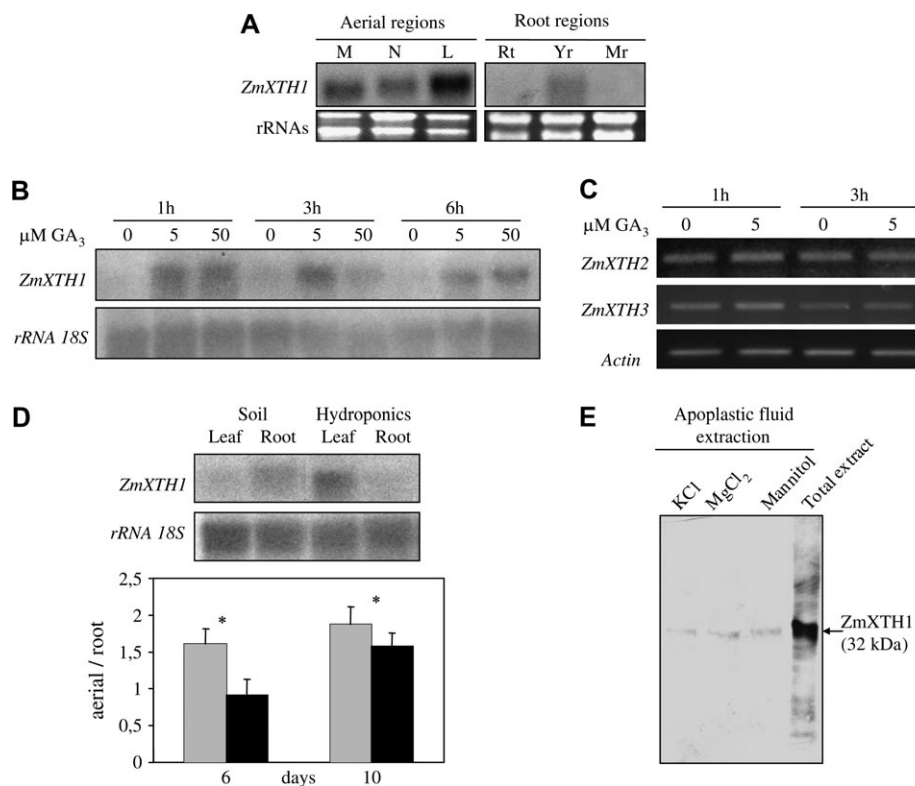 A
Aerial regions Root regions
M N L Rt Yr Mr
ZmXTH1
rRNAs
B
1h 3h 6h
μM GA3 0 5 50 0 5 50 0 5 50
ZmXTH1
rRNA 18S
C
1h 3h
μM GA3 0 5 0 5
ZmXTH2
ZmXTH3
Actin
D
Soil Hydroponics
Leaf Root Leaf Root
ZmXTH1
rRNA 18S
2,5
2
1,5
1
0,5
0
aerial / root
* *
6 days 10
E
Apoplastic fluid
extraction
KCl MgCl2 Mannitol Total extract
ZmXTH1
(32 kDa)